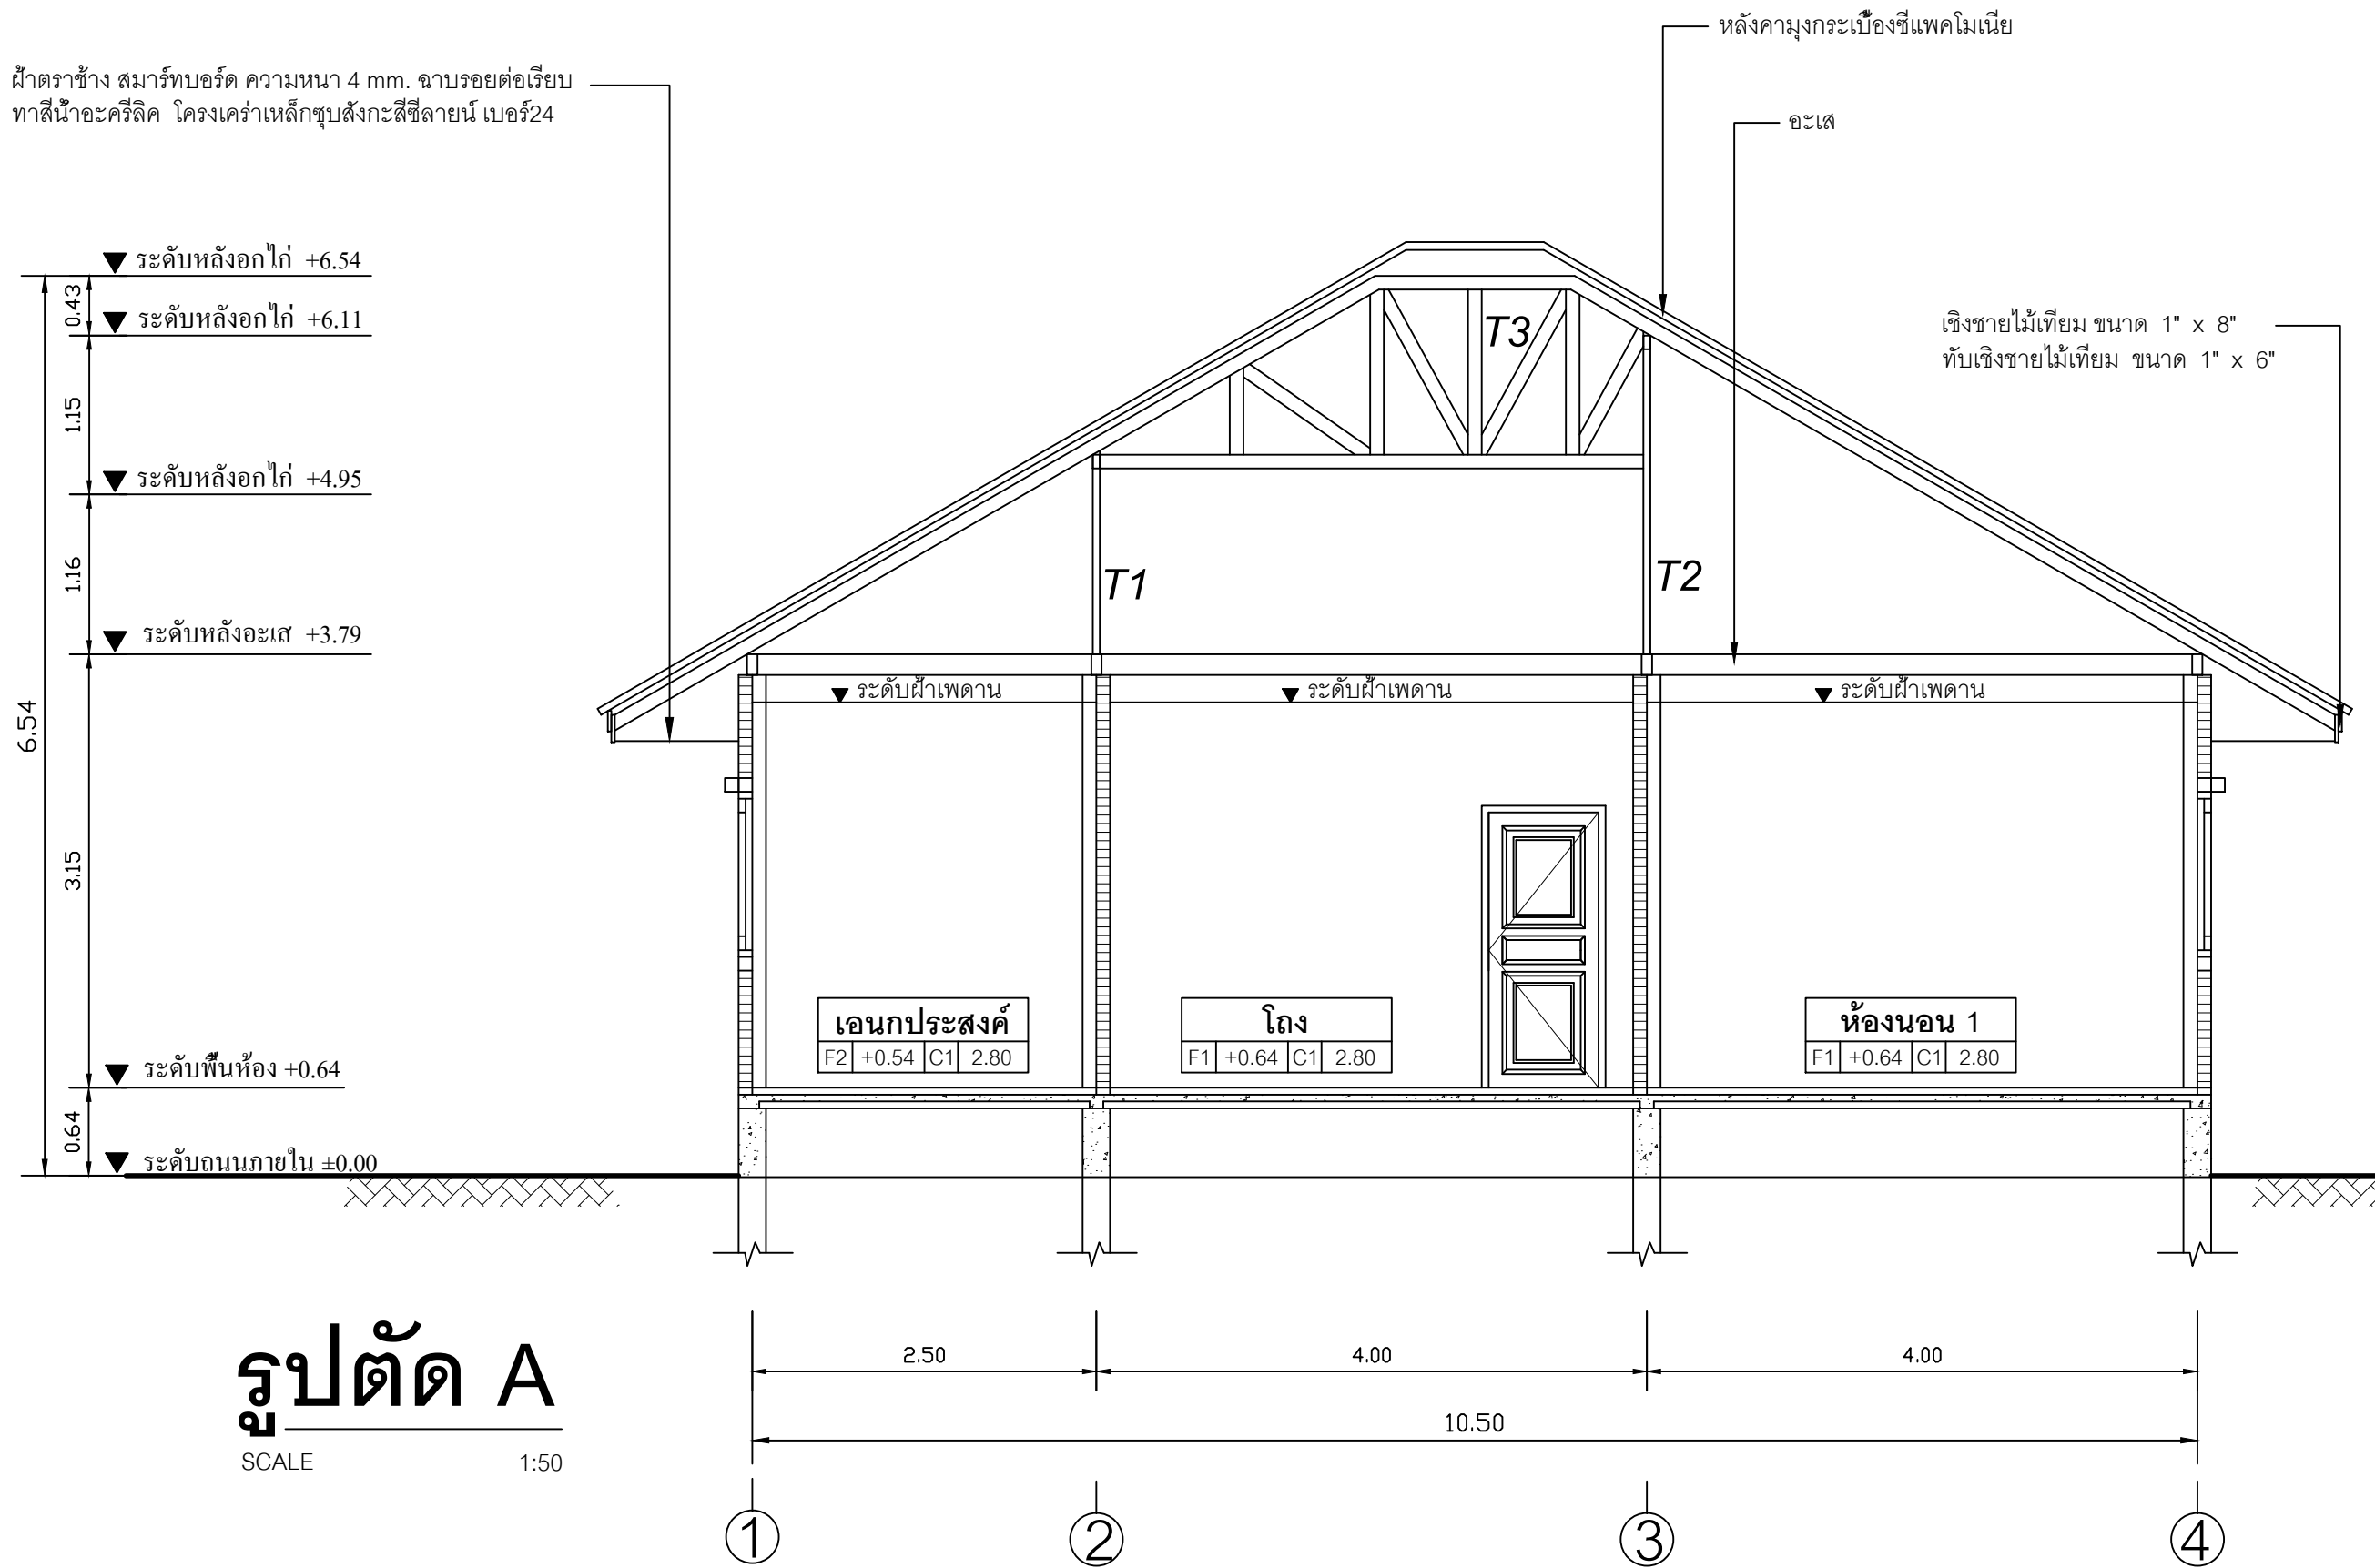 หลังคามุงกระเบื้องซีแพคโมเนีย
ฝ้าตราช้าง สมาร์ทบอร์ด ความหนา 4 mm. ฉาบรอยต่อเรียบ
ทาสีน้ำอะครีลิค โครงเคร่าเหล็กชุบสังกะสีซีลายน์ เบอร์24
อะเส
ระดับหลังอกไก่ +6.54
0.43
ระดับหลังอกไก่ +6.11
เชิงชายไม้เทียม ขนาด 1" x 8"
ทับเชิงชายไม้เทียม ขนาด 1" x 6"
T3
1.15
ระดับหลังอกไก่ +4.95
1.16
T1
T2
ระดับหลังอะเส +3.79
ระดับฝ้าเพดาน
ระดับฝ้าเพดาน
ระดับฝ้าเพดาน
6.54
3.15
เอนกประสงค์
F2 +0.54 C1 2.80
โถง
F1 +0.64 C1 2.80
ห้องนอน 1
F1 +0.64 C1 2.80
ระดับพื้นห้อง +0.64
0.64
ระดับถนนภายใน ±0.00
รูปตัด A
SCALE 1:50
2.50
4.00
4.00
10.50
1
2
3
4